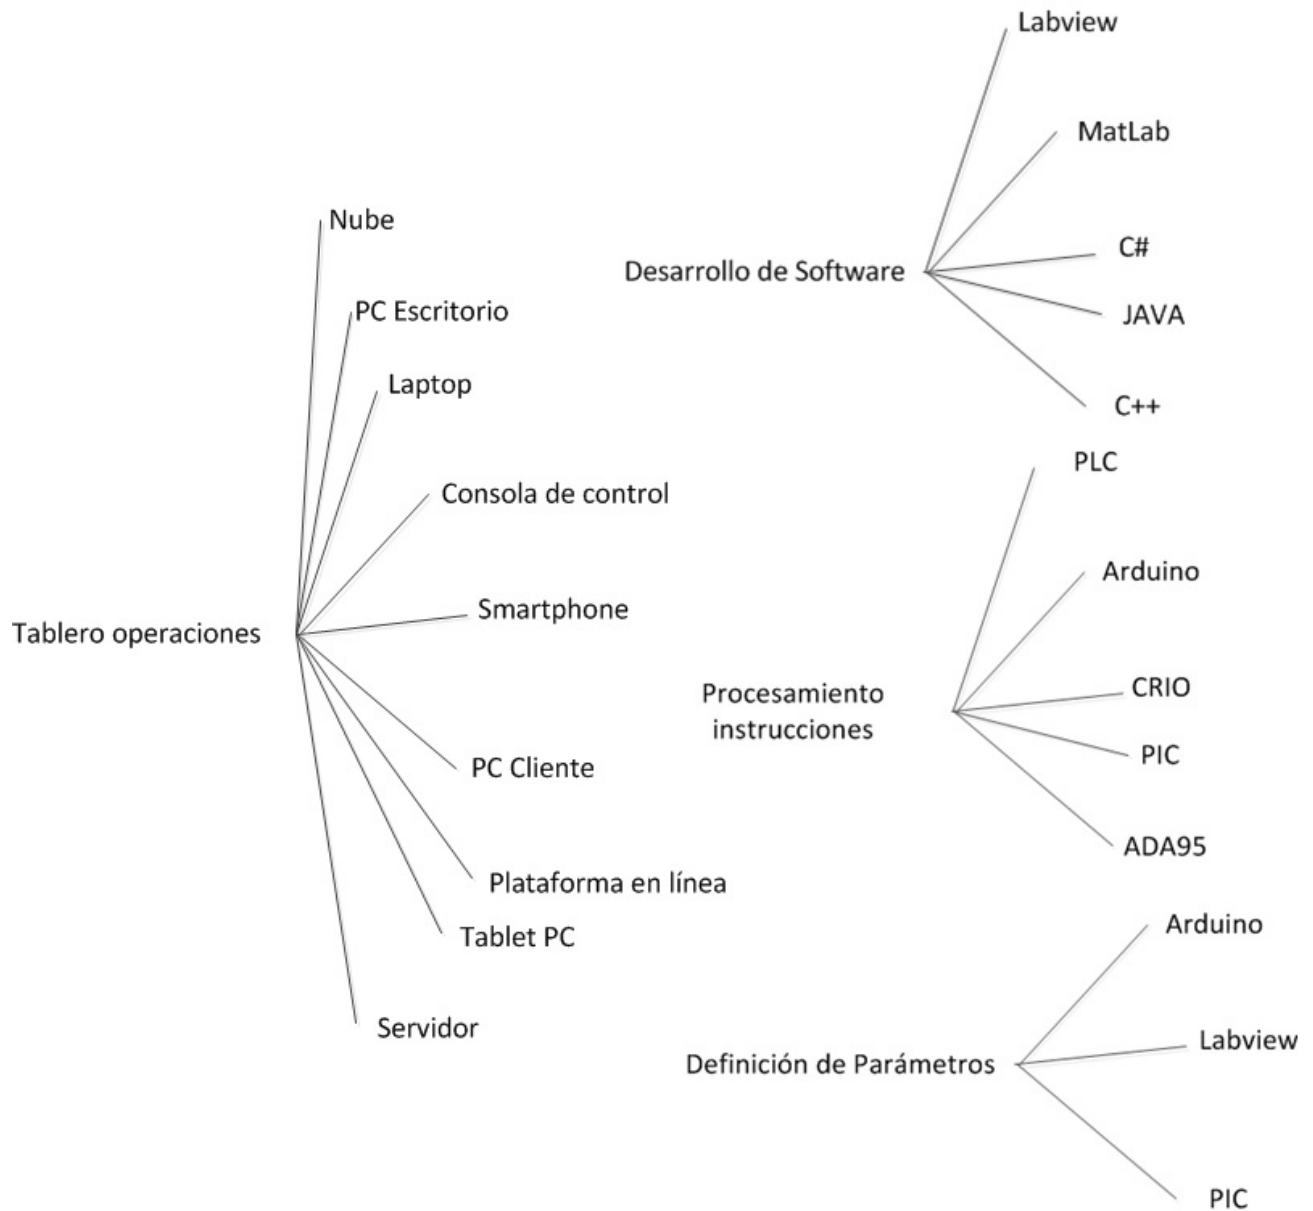 Tablero operaciones
Nube
PC Escritorio
Laptop
Consola de control
Smartphone
PC Cliente
Plataforma en línea
Tablet PC
Servidor
Desarrollo de Software
Labview
MatLab
C#
JAVA
C++
Procesamiento
instrucciones
PLC
Arduino
CRIO
PIC
ADA95
Definición de Parámetros
Arduino
Labview
PIC